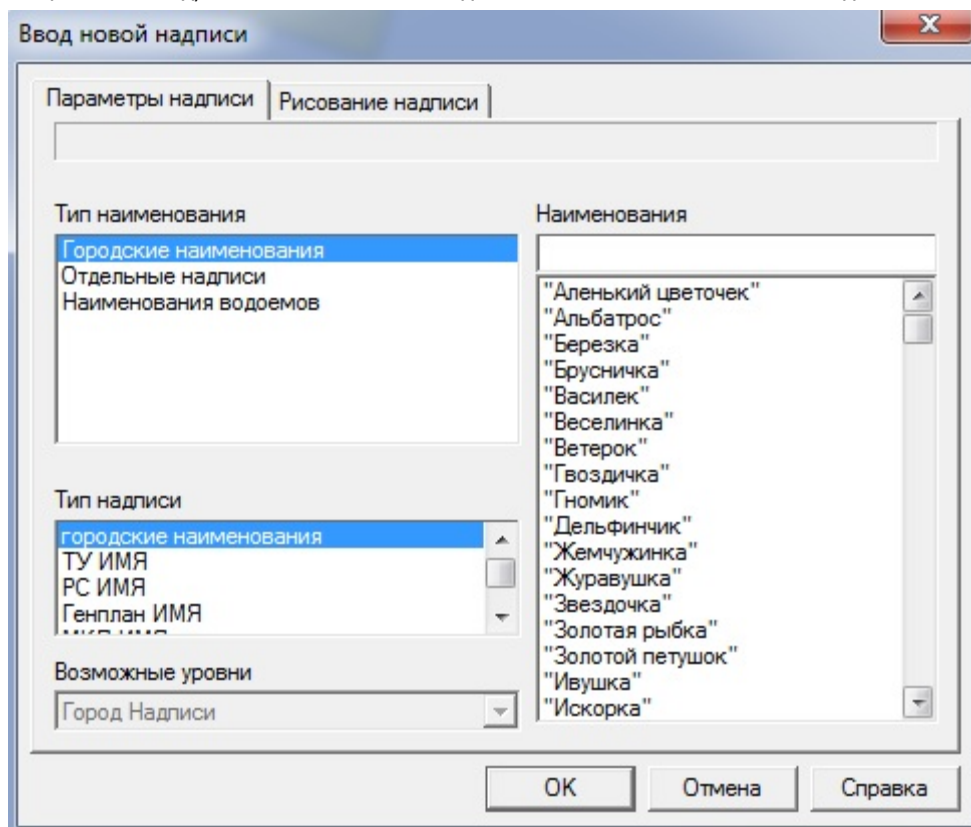 Ввод новой надписи
Параметры надписи
Рисование надписи
Тип наименования
Городские наименования
Отдельные надписи
Наименования водоемов
Тип надписи
городские наименования
ТУ ИМЯ
РС ИМЯ
Генплан ИМЯ
Возможные уровни
Город Надписи
Наименования
"Аленький цветочек"
"Альбатрос"
"Березка"
"Брусничка"
"Василек"
"Веселинка"
"Ветерок"
"Гвоздичка"
"Гномик"
"Дельфинчик"
"Жемчужинка"
"Журавушка"
"Звездочка"
"Золотая рыбка"
"Золотой петушок"
"Ивушка"
"Искорка"
OK
Отмена
Справка